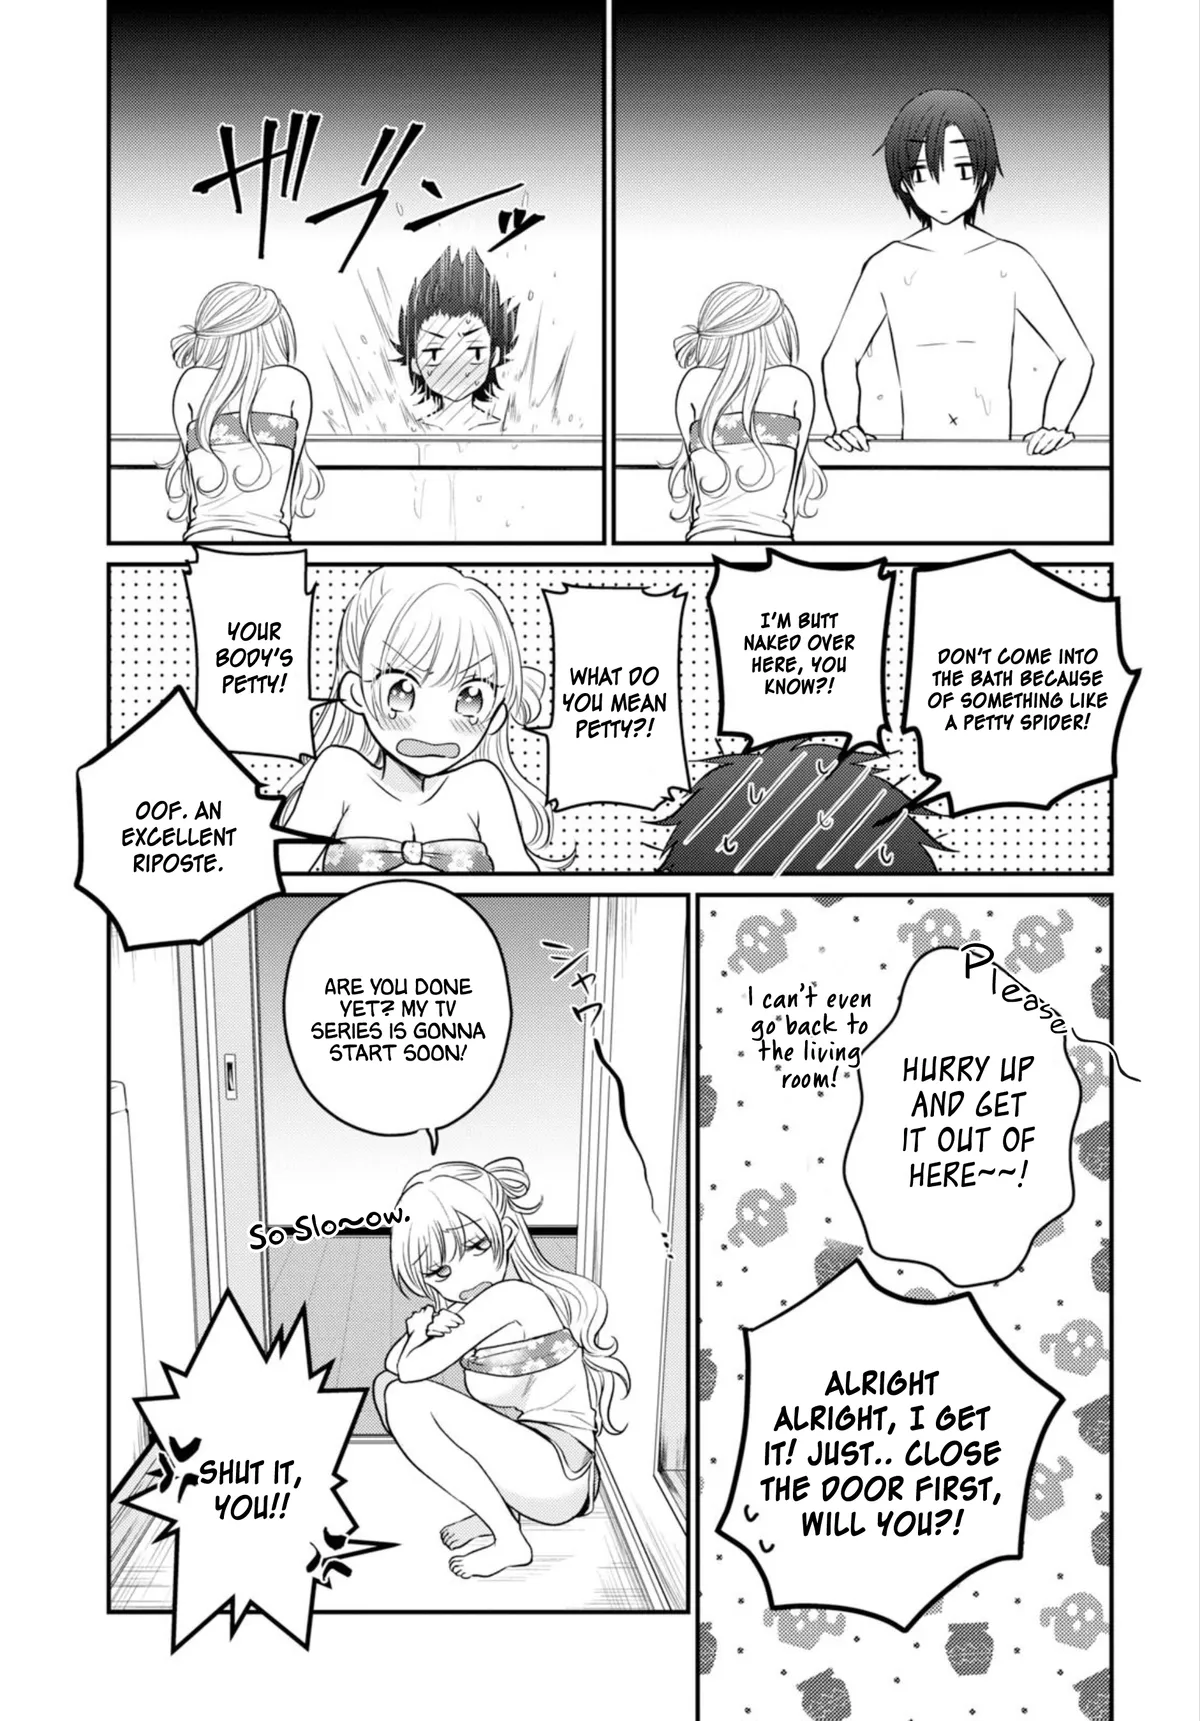 ザブンッ
DON'T COME INTO
THE BATH BECAUSE
OF SOMETHING LIKE
A PETTY SPIDER!
I'M BUTT
NAKED OVER
HERE, YOU
KNOW?!
WHAT DO
YOU MEAN
PETTY?!
YOUR
BODY'S
PETTY!
OOF. AN
EXCELLENT
RIPOSTE.
Please
HURRY UP
AND GET
IT OUT OF
HERE~~!
I can't even
go back to
the living
room!
ALRIGHT
ALRIGHT, I GET
IT! JUST.. CLOSE
THE DOOR FIRST,
WILL YOU?!
ARE YOU DONE
YET? MY TV
SERIES IS GONNA
START SOON!
So Slo~ow.
SHUT IT,
YOU!!